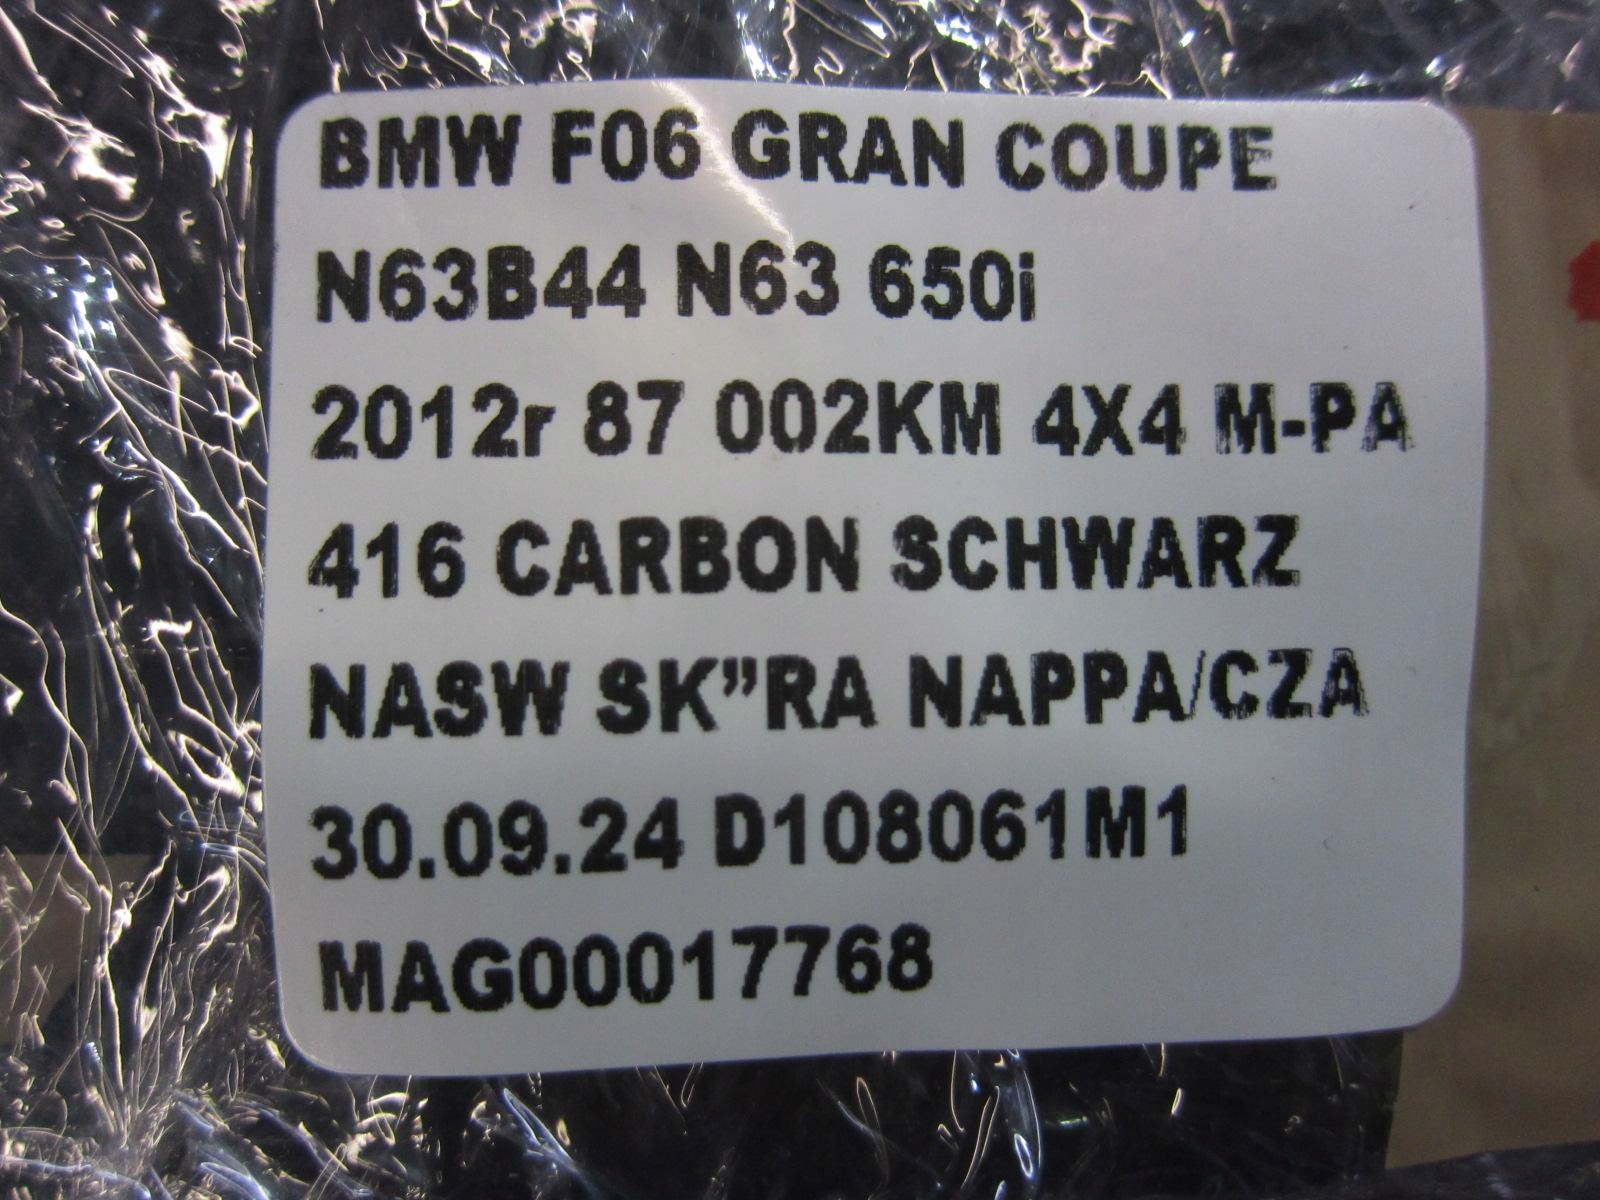 BMW F06 GRAN COUPE
N63B44 N63 650i
2012r 87 002KM 4X4 M-PA
416 CARBON SCHWARZ
NASW SK”RA NAPPA/CZA
30.09.24 D108061M1
MAG00017768